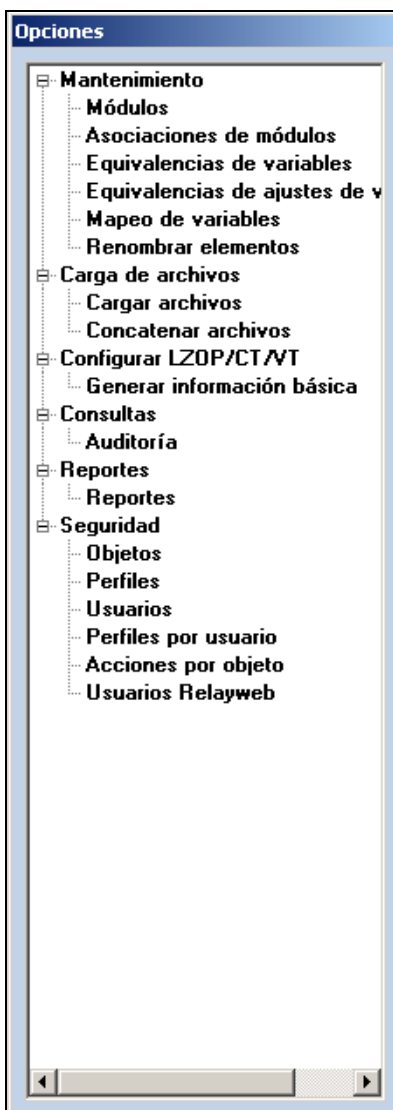 Opciones
Mantenimiento
Módulos
Asociaciones de módulos
Equivalencias de variables
Equivalencias de ajustes de v
Mapeo de variables
Renombrar elementos
Carga de archivos
Cargar archivos
Concatenar archivos
Configurar LZOP/CT/VT
Generar información básica
Consultas
Auditoría
Reportes
Reportes
Seguridad
Objetos
Perfiles
Usuarios
Perfiles por usuario
Acciones por objeto
Usuarios Relayweb